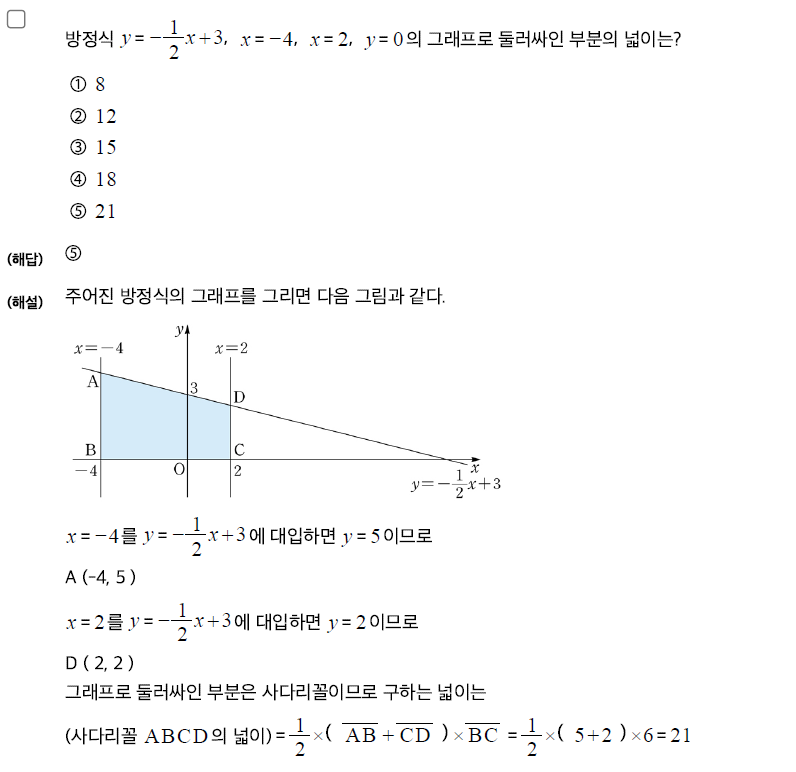 방정식 y = -1/2 x+3, x = -4, x = 2, y = 0의 그래프로 둘러싸인 부분의 넓이는?
① 8
② 12
③ 15
④ 18
⑤ 21
(해답) ⑤
(해설) 주어진 방정식의 그래프를 그리면 다음 그림과 같다.
y
x=-4 x=2
A 3 D
B C
-4 O 2 x
y=-1/2 x+3
x = -4를 y = -1/2 x+3에 대입하면 y = 5이므로
A (-4, 5 )
x = 2를 y = -1/2 x+3에 대입하면 y = 2이므로
D ( 2, 2 )
그래프로 둘러싸인 부분은 사다리꼴이므로 구하는 넓이는
(사다리꼴 ABCD의 넓이) = 1/2 ×( A̅B̅ + C̅D̅ ) × B̅C̅ = 1/2 ×( 5+2 ) ×6 = 21